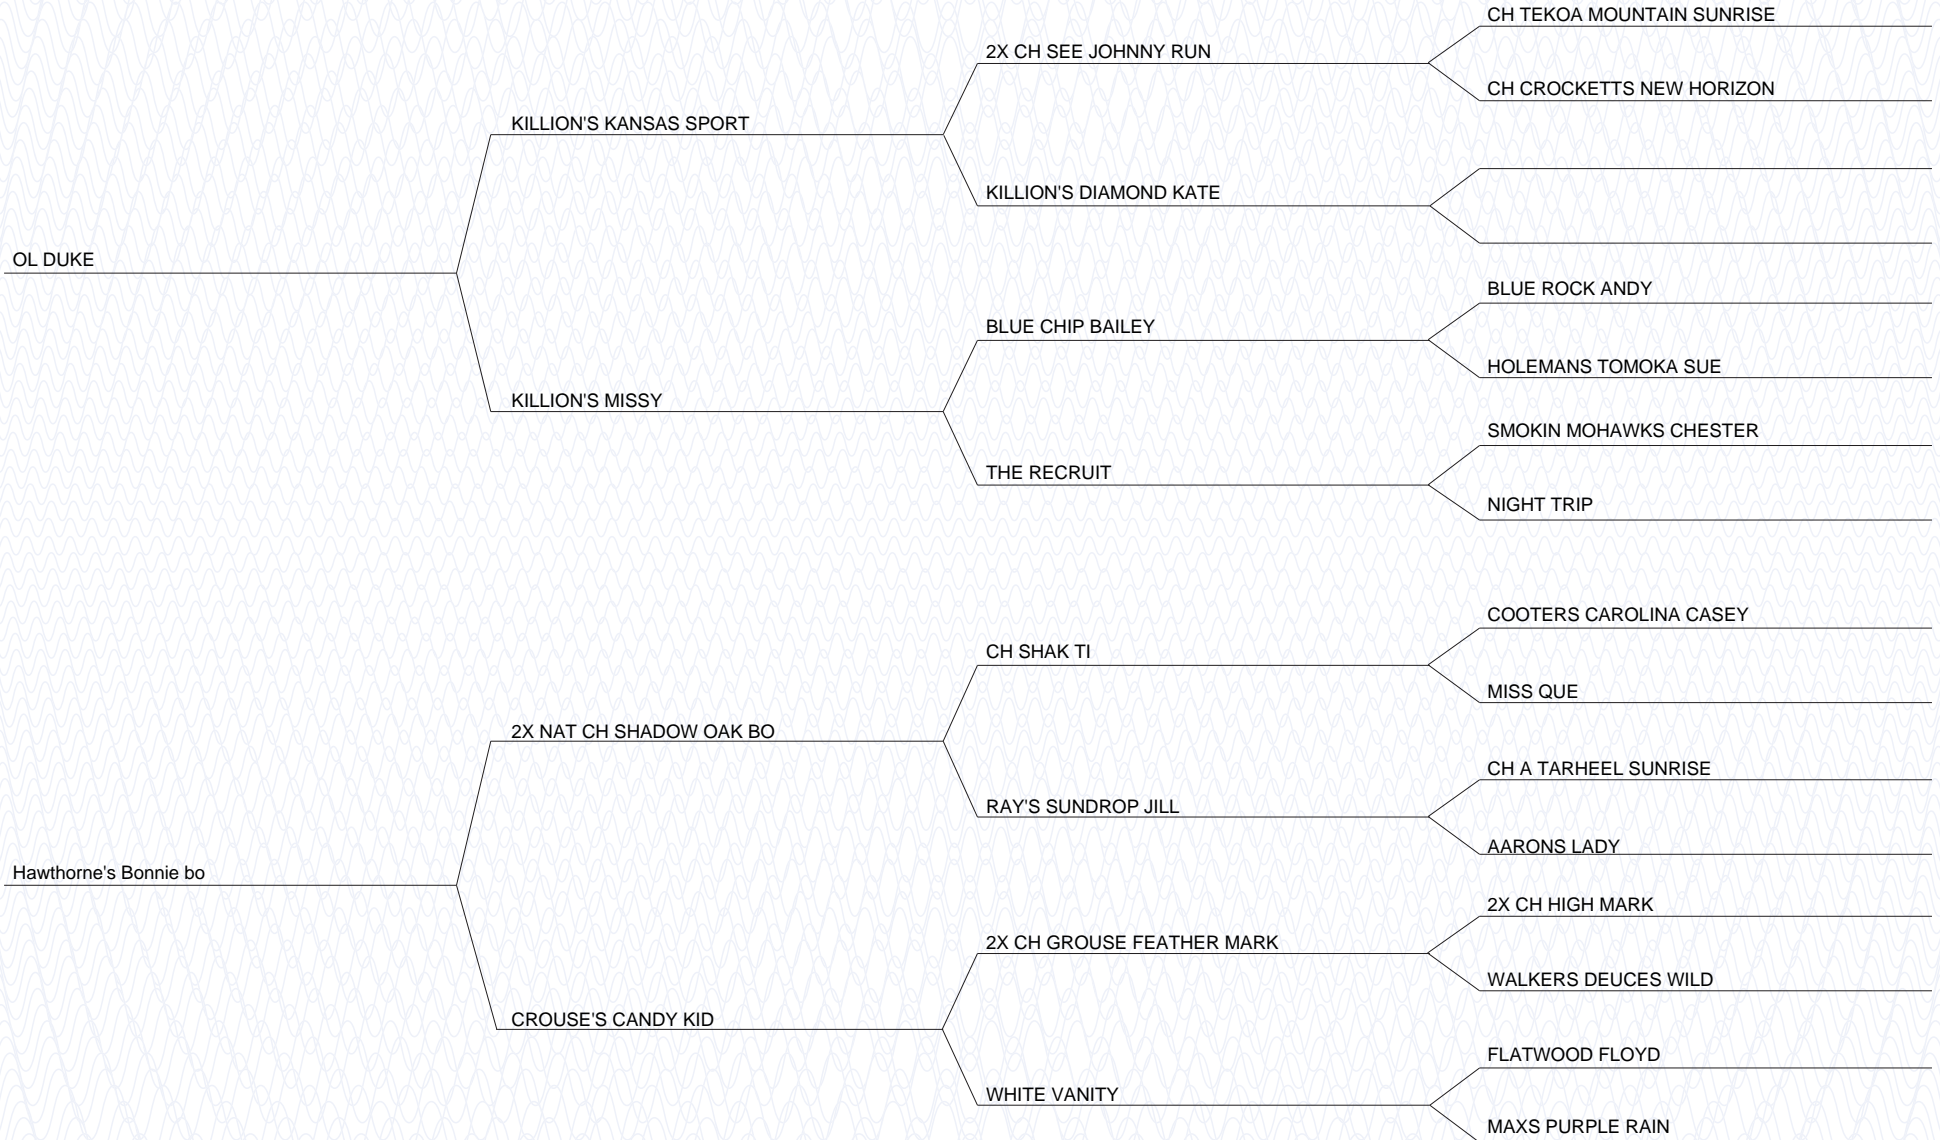 CH TEKOA MOUNTAIN SUNRISE
2X CH SEE JOHNNY RUN
CH CROCKETTS NEW HORIZON
KILLION'S KANSAS SPORT
KILLION'S DIAMOND KATE
OL DUKE
BLUE ROCK ANDY
BLUE CHIP BAILEY
HOLEMANS TOMOKA SUE
KILLION'S MISSY
SMOKIN MOHAWKS CHESTER
THE RECRUIT
NIGHT TRIP
COOTERS CAROLINA CASEY
CH SHAK TI
MISS QUE
2X NAT CH SHADOW OAK BO
CH A TARHEEL SUNRISE
RAY'S SUNDROP JILL
AARONS LADY
Hawthorne's Bonnie bo
2X CH HIGH MARK
2X CH GROUSE FEATHER MARK
WALKERS DEUCES WILD
CROUSE'S CANDY KID
FLATWOOD FLOYD
WHITE VANITY
MAXS PURPLE RAIN